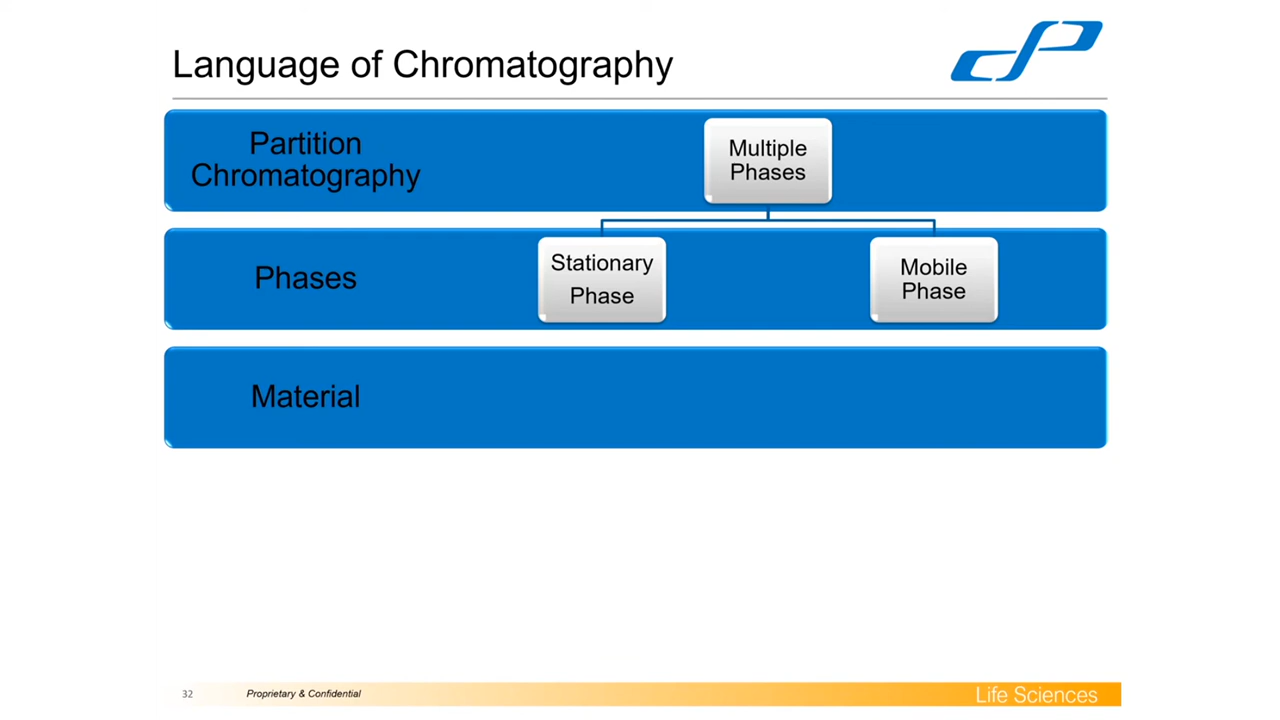 Language of Chromatography
Partition
Chromatography
Multiple
Phases
Phases
Stationary
Phase
Mobile
Phase
Material
32
Proprietary & Confidential
Life Sciences